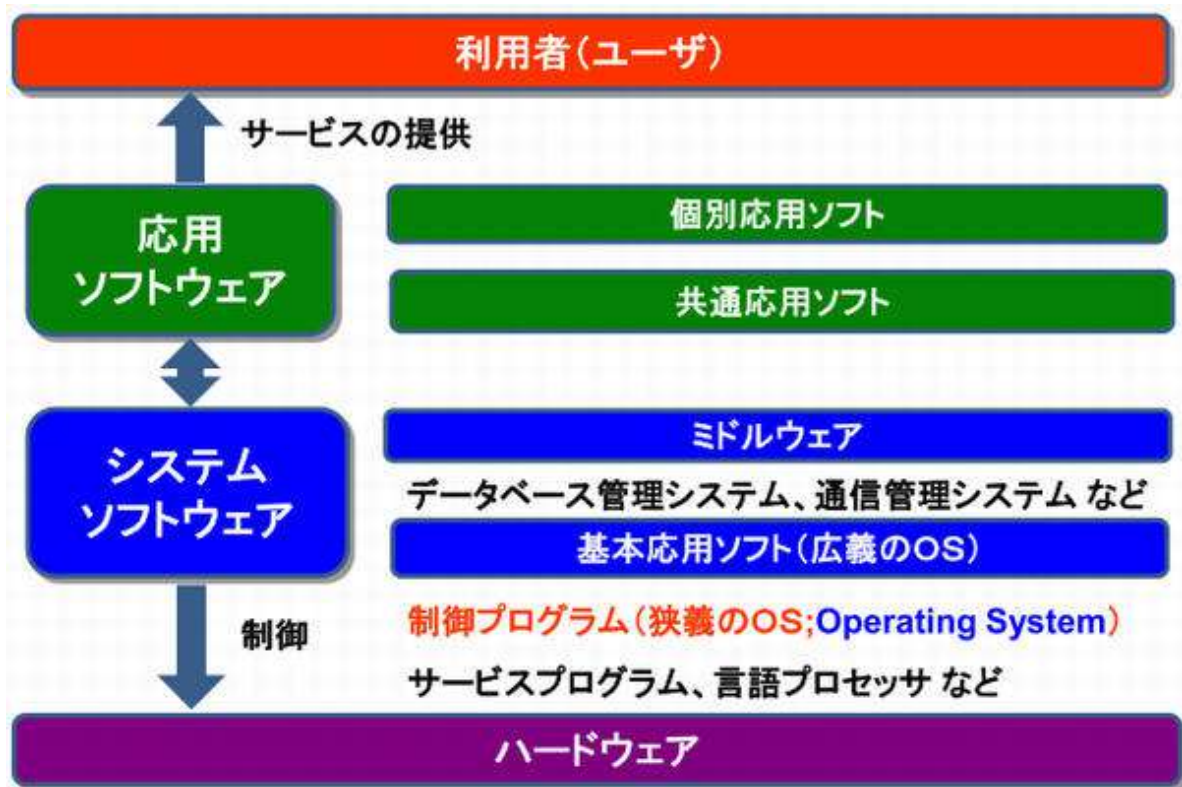 利用者(ユーザ)
サービスの提供
応用
ソフトウェア
個別応用ソフト
共通応用ソフト
システム
ソフトウェア
ミドルウェア
データベース管理システム、通信管理システム など
基本応用ソフト(広義のOS)
制御
制御プログラム(狭義のOS;Operating System)
サービスプログラム、言語プロセッサ など
ハードウェア